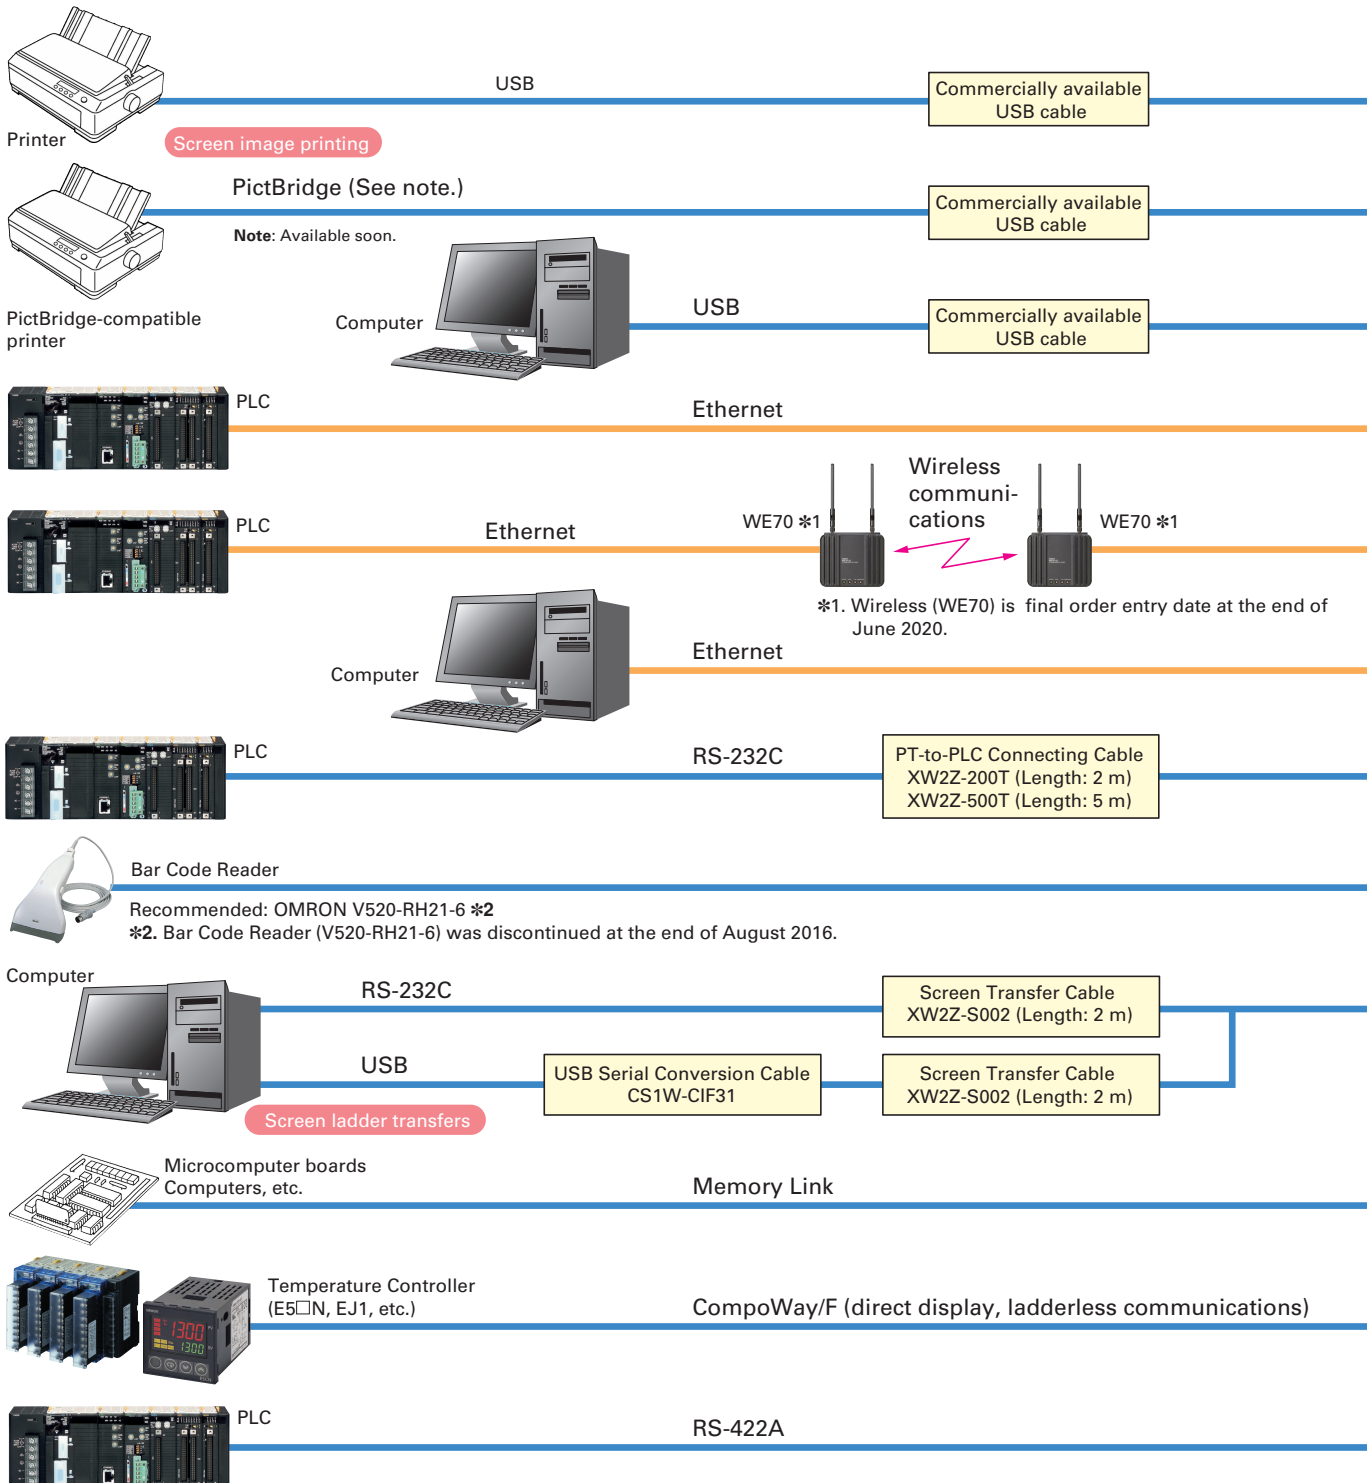 USB
Commercially available
USB cable
Printer
Screen image printing
PictBridge (See note.)
Commercially available
USB cable
Note: Available soon.
PictBridge-compatible
printer
Computer
USB
Commercially available
USB cable
PLC
Ethernet
PLC
Ethernet
WE70 ✽1
Wireless
communi-
cations
WE70 ✽1
✽1. Wireless (WE70) is final order entry date at the end of
June 2020.
Computer
Ethernet
PLC
RS-232C
PT-to-PLC Connecting Cable
XW2Z-200T (Length: 2 m)
XW2Z-500T (Length: 5 m)
Bar Code Reader
Recommended: OMRON V520-RH21-6 ✽2
✽2. Bar Code Reader (V520-RH21-6) was discontinued at the end of August 2016.
Computer
RS-232C
Screen Transfer Cable
XW2Z-S002 (Length: 2 m)
USB
USB Serial Conversion Cable
CS1W-CIF31
Screen Transfer Cable
XW2Z-S002 (Length: 2 m)
Screen ladder transfers
Microcomputer boards
Computers, etc.
Memory Link
Temperature Controller
(E5□N, EJ1, etc.)
CompoWay/F (direct display, ladderless communications)
1300
1300
PLC
RS-422A